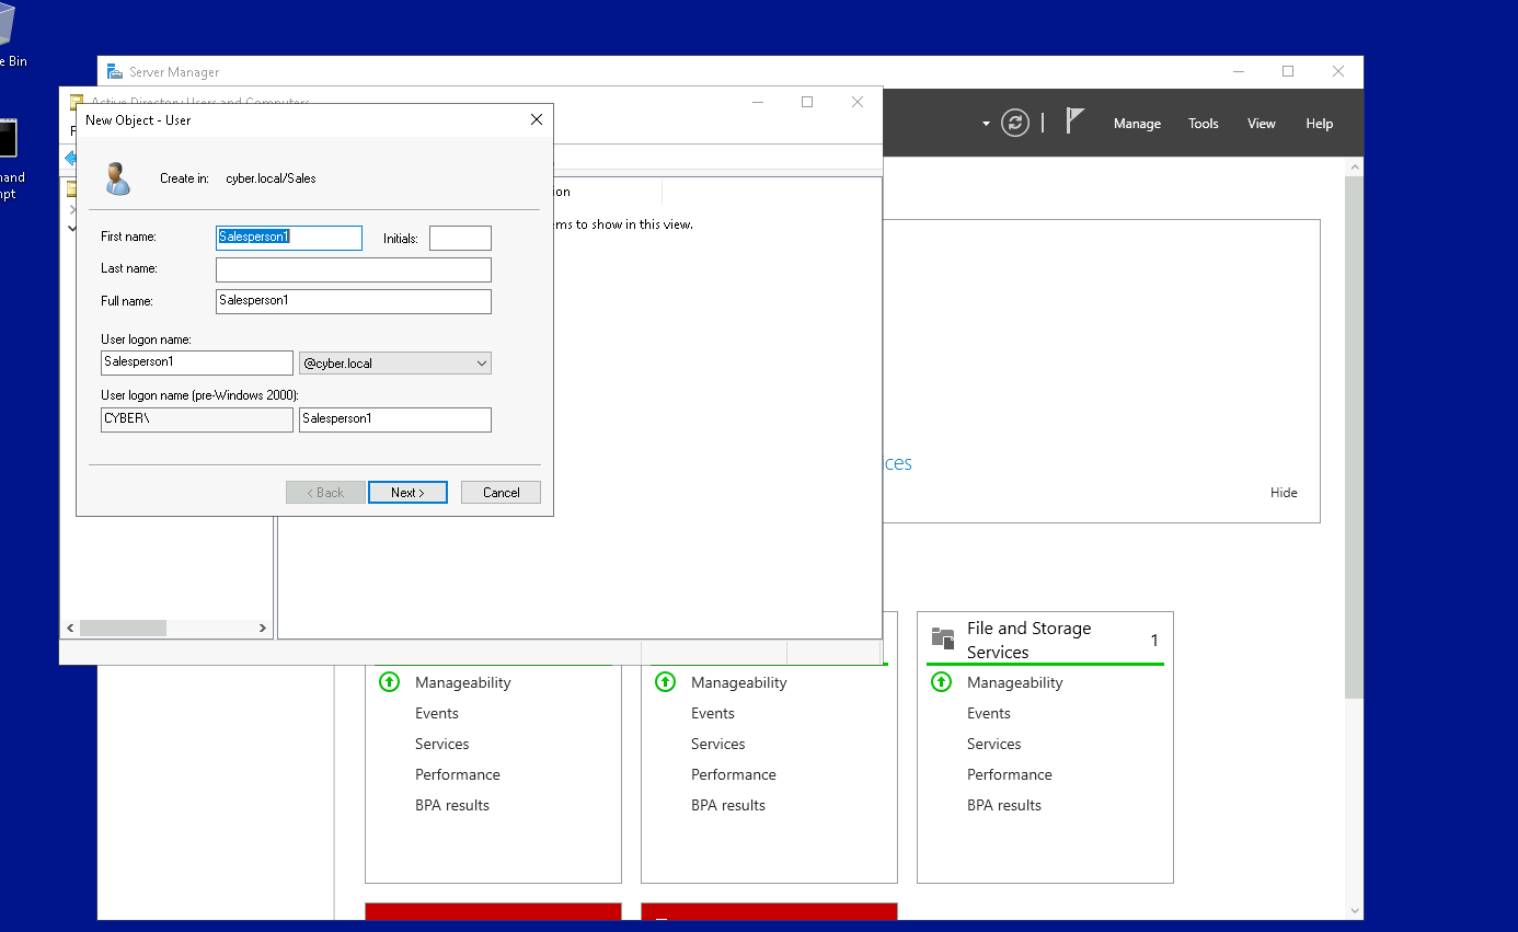 e Bin
nand
npt
Server Manager
Manage
Tools
View
Help
Active Directory Users and Computers
New Object - User
Create in:
cyber.local/Sales
First name:
Salesperson1
Initials:
Last name:
Full name:
Salesperson1
User logon name:
Salesperson1
@cyber.local
User logon name (pre-Windows 2000):
CYBER\
Salesperson1
< Back
Next >
Cancel
ion
ems to show in this view.
ices
Hide
Manageability
Events
Services
Performance
BPA results
Manageability
Events
Services
Performance
BPA results
File and Storage
Services
1
Manageability
Events
Services
Performance
BPA results